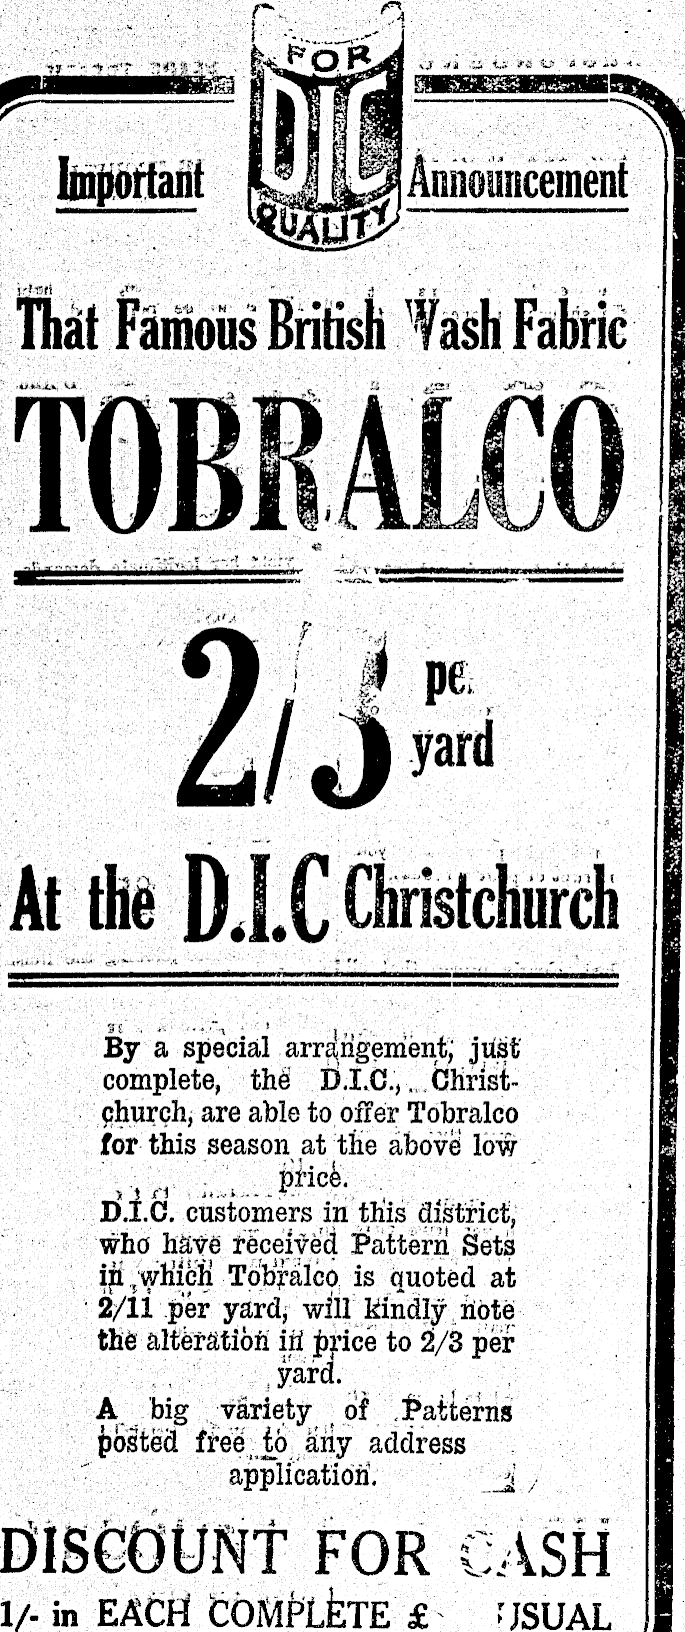 FOR
DIC
QUALITY
Important Announcement
That Famous British Wash Fabric
TOBRALCO
2/3 per
yard
At the D.I.C Christchurch
By a special arrangement, just
complete, the D.I.C., Christ-
church, are able to offer Tobralco
for this season at the above low
price.
D.I.C. customers in this district,
who have received Pattern Sets
in which Tobralco is quoted at
2/11 per yard, will kindly note
the alteration in price to 2/3 per
yard.
A big variety of Patterns
posted free to any address
application.
DISCOUNT FOR CASH
1/- in EACH COMPLETE £ USUAL